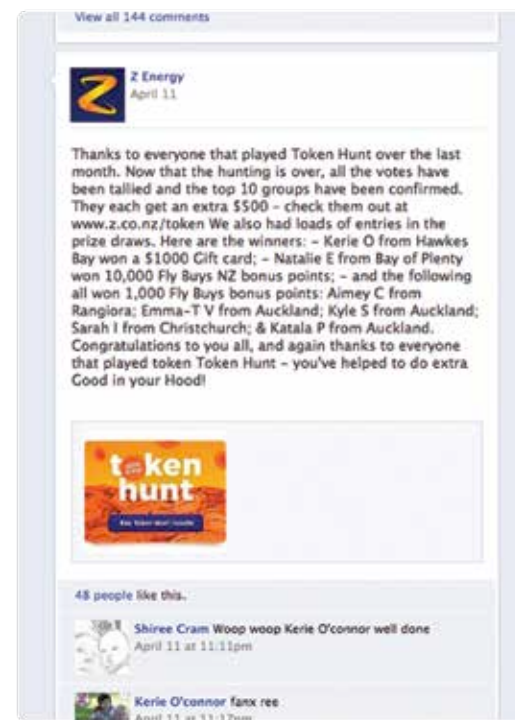 View all 144 comments
Z Energy
April 11
Thanks to everyone that played Token Hunt over the last
month. Now that the hunting is over, all the votes have
been tallied and the top 10 groups have been confirmed.
They each get an extra $500 – check them out at
www.z.co.nz/token We also had loads of entries in the
prize draws. Here are the winners: – Kerie O from Hawkes
Bay won a $1000 Gift card; – Natalie E from Bay of Plenty
won 10,000 Fly Buys NZ bonus points; – and the following
all won 1,000 Fly Buys bonus points: Aimey C from
Rangiora; Emma-T V from Auckland; Kyle S from Auckland;
Sarah I from Christchurch; & Katala P from Auckland.
Congratulations to you all, and again thanks to everyone
that played token Token Hunt – you've helped to do extra
Good in your Hood!
token
hunt
48 people like this.
Shiree Cram Woop woop Kerie O'connor well done
April 11 at 11:11pm
Kerie O'connor fanx ree
April 11 at 11:17pm